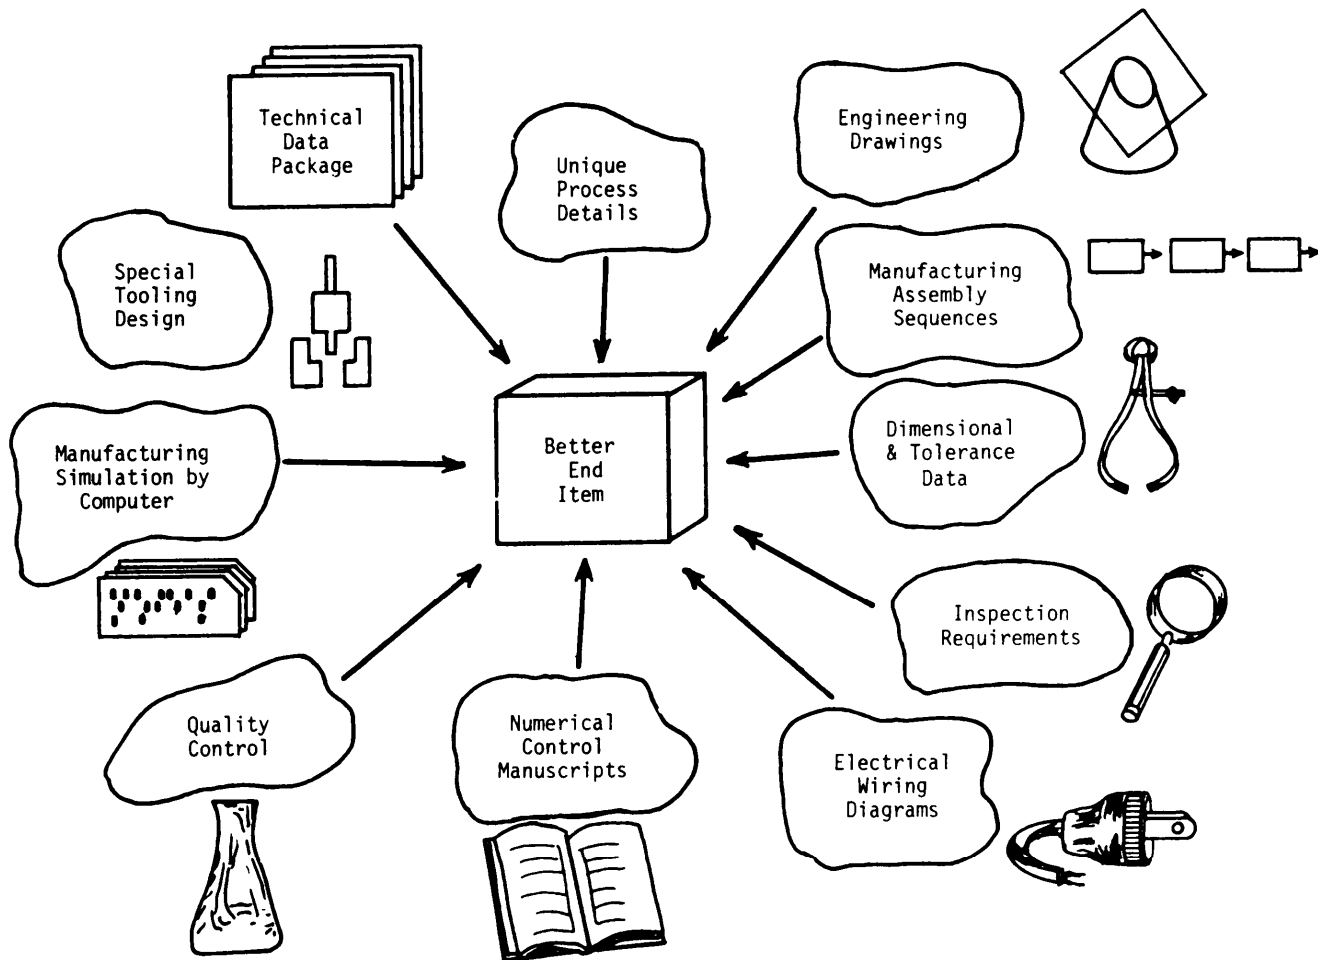 Technical
Data
Package
Unique
Process
Details
Engineering
Drawings
Special
Tooling
Design
Manufacturing
Assembly
Sequences
Manufacturing
Simulation by
Computer
Better
End
Item
Dimensional
& Tolerance
Data
Inspection
Requirements
Quality
Control
Numerical
Control
Manuscripts
Electrical
Wiring
Diagrams